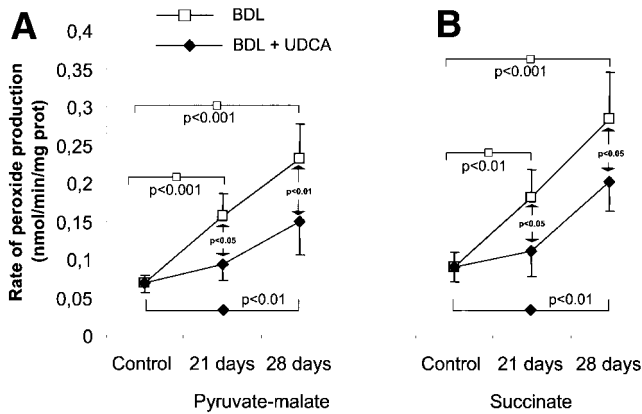 A
BDL
BDL + UDCA
B
Rate of peroxide production
(nmol/min/mg prot)
0,4
0,35
0,3
0,25
0,2
0,15
0,1
0,05
0
p<0.001
p<0.001
p<0.01
p<0.05
p<0.01
p<0.001
p<0.01
p<0.05
p<0.05
p<0.01
Control 21 days 28 days
Pyruvate-malate
Control 21 days 28 days
Succinate